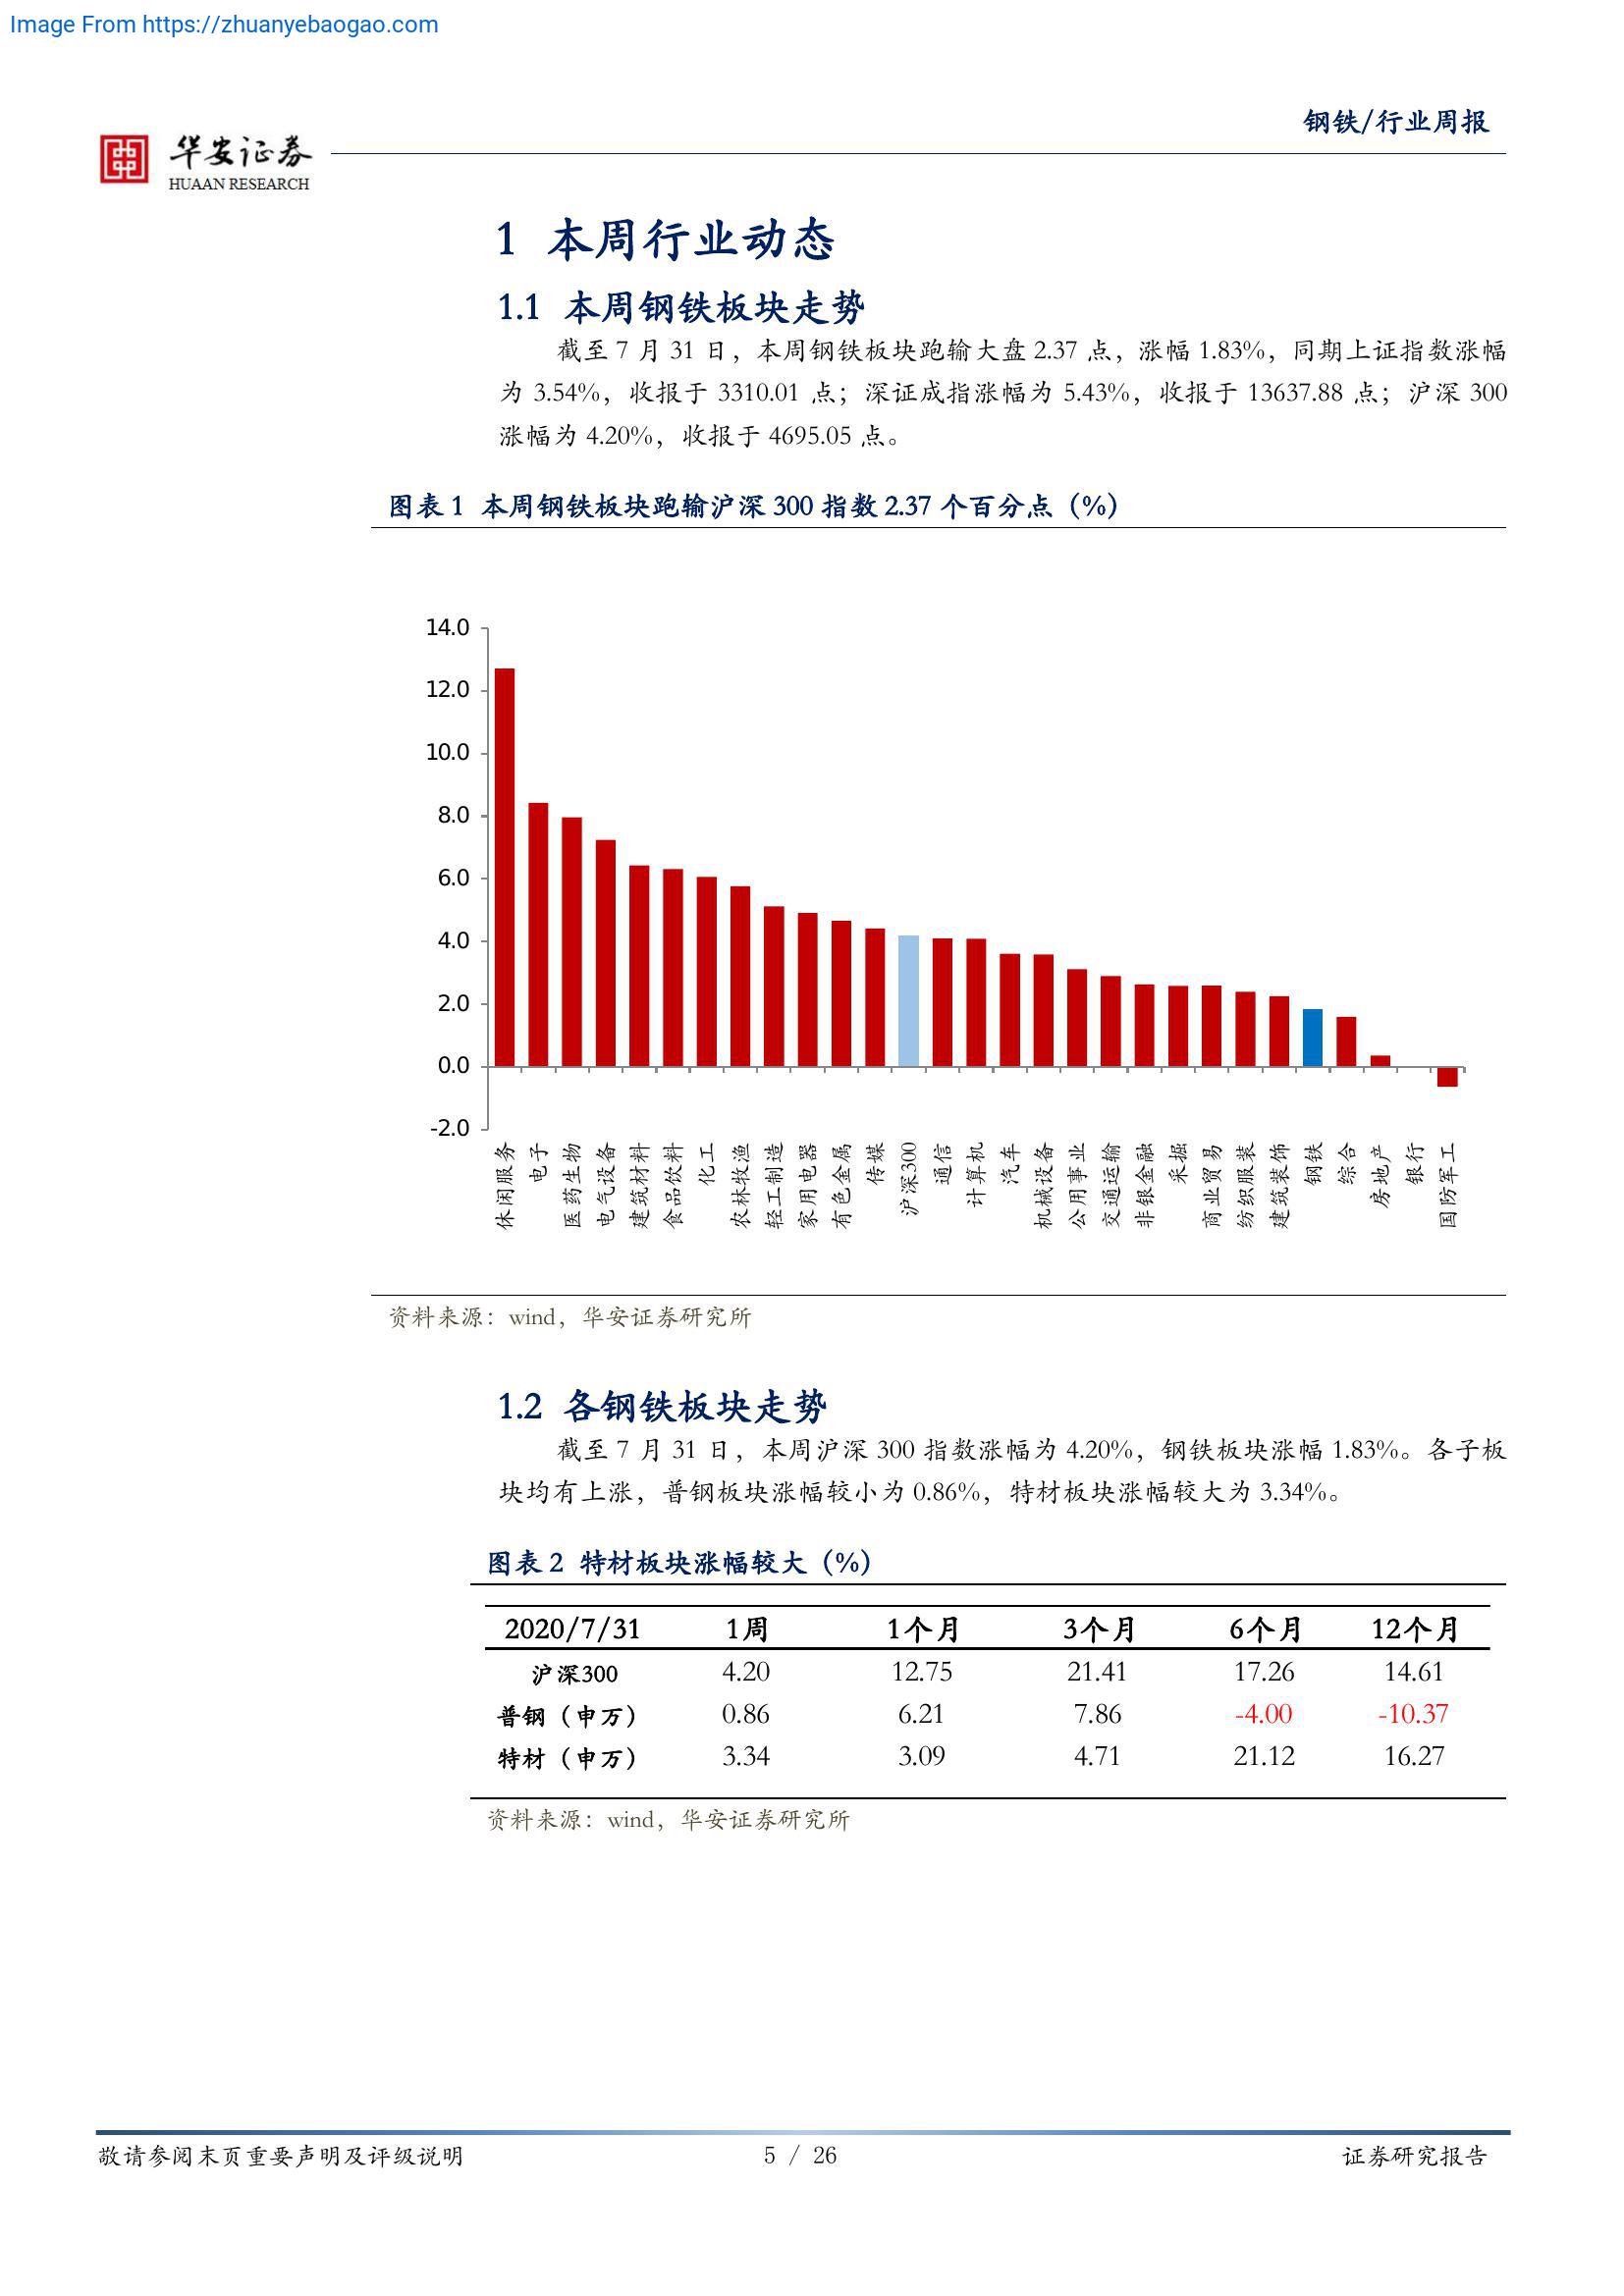 Image From https://zhuanyebaogao.com
钢铁/行业周报
华安证券
HUAAN RESEARCH
1 本周行业动态
1.1 本周钢铁板块走势
截至 7 月 31 日，本周钢铁板块跑输大盘 2.37 点，涨幅 1.83%，同期上证指数涨幅
为 3.54%，收报于 3310.01 点；深证成指涨幅为 5.43%，收报于 13637.88 点；沪深 300
涨幅为 4.20%，收报于 4695.05 点。
图表 1 本周钢铁板块跑输沪深 300 指数 2.37 个百分点（%）
14.0
12.0
10.0
8.0
6.0
4.0
2.0
0.0
-2.0
休闲服务
电子
医药生物
电气设备
建筑材料
食品饮料
化工
农林牧渔
轻工制造
家用电器
有色金属
传媒
沪深300
通信
计算机
汽车
机械设备
公用事业
交通运输
非银金融
采掘
商业贸易
纺织服装
建筑装饰
钢铁
综合
房地产
银行
国防军工
资料来源：wind，华安证券研究所
1.2 各钢铁板块走势
截至 7 月 31 日，本周沪深 300 指数涨幅为 4.20%，钢铁板块涨幅 1.83%。各子板
块均有上涨，普钢板块涨幅较小为 0.86%，特材板块涨幅较大为 3.34%。
图表 2 特材板块涨幅较大（%）
2020/7/31 1周 1个月 3个月 6个月 12个月
沪深300 4.20 12.75 21.41 17.26 14.61
普钢（申万） 0.86 6.21 7.86 -4.00 -10.37
特材（申万） 3.34 3.09 4.71 21.12 16.27
资料来源：wind，华安证券研究所
敬请参阅末页重要声明及评级说明 5 / 26 证券研究报告